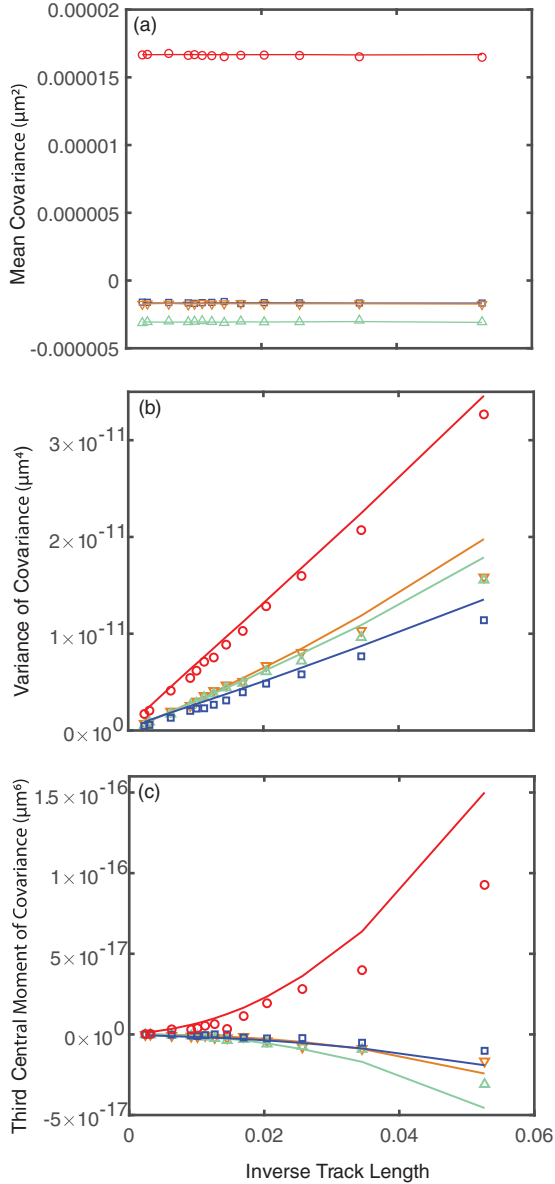 0.00002
(a)
0.000015
0.00001
0.000005
0
-0.000005
Mean Covariance (µm²)
(b)
3×10⁻¹¹
2×10⁻¹¹
1×10⁻¹¹
0×10⁰
Variance of Covariance (µm⁴)
(c)
1.5×10⁻¹⁶
1×10⁻¹⁶
5×10⁻¹⁷
0×10⁰
-5×10⁻¹⁷
Third Central Moment of Covariance (µm⁶)
0 0.02 0.04 0.06
Inverse Track Length